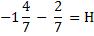 -1 4/7 - 2/7 = H